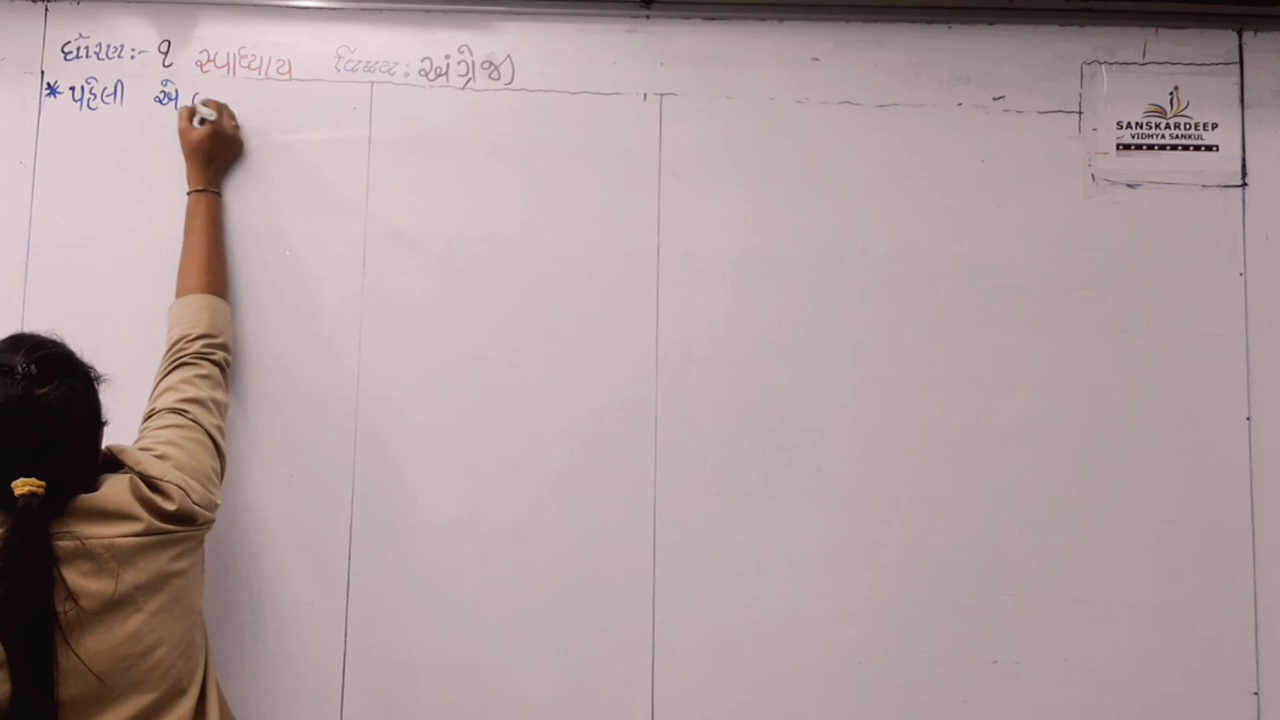 ધોરણ:- ૧ સ્વાધ્યાય વિષય: અંગ્રેજી
* પહેલી એ
SANSKARDEEP
VIDHYA SANKUL